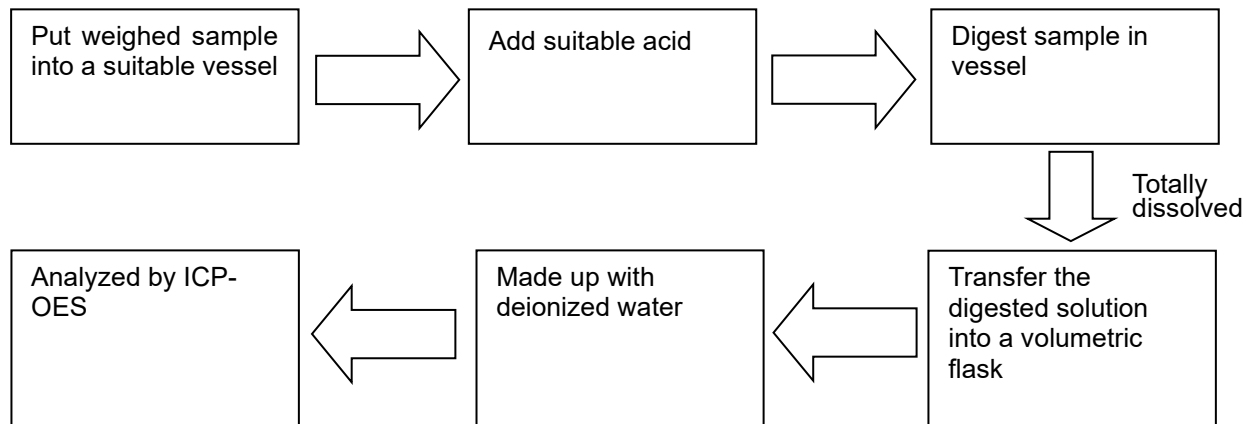 Put weighed sample
into a suitable vessel
Add suitable acid
Digest sample in
vessel
Totally
dissolved
Transfer the
digested solution
into a volumetric
flask
Made up with
deionized water
Analyzed by ICP-
OES